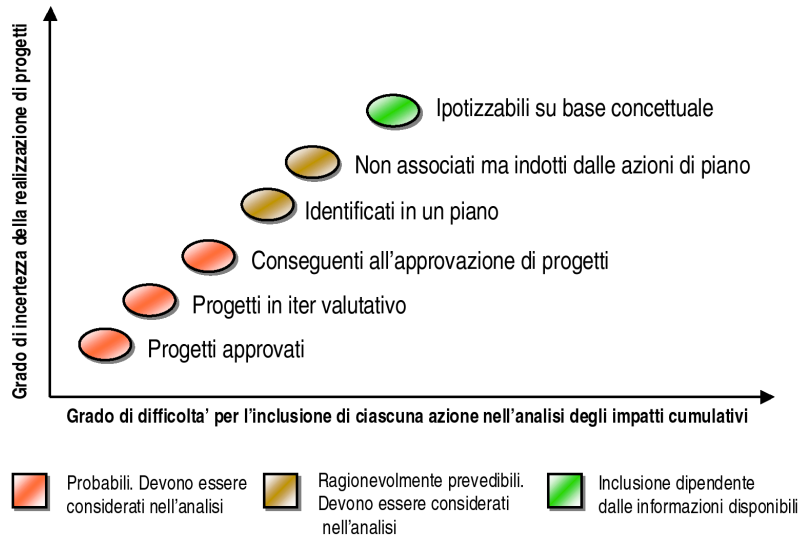 Grado di incertezza della realizzazione di progetti
Ipotizzabili su base concettuale
Non associati ma indotti dalle azioni di piano
Identificati in un piano
Conseguenti all'approvazione di progetti
Progetti in iter valutativo
Progetti approvati
Grado di difficolta' per l'inclusione di ciascuna azione nell'analisi degli impatti cumulativi
Probabili. Devono essere
considerati nell'analisi
Ragionevolmente prevedibili.
Devono essere considerati
nell'analisi
Inclusione dipendente
dalle informazioni disponibili